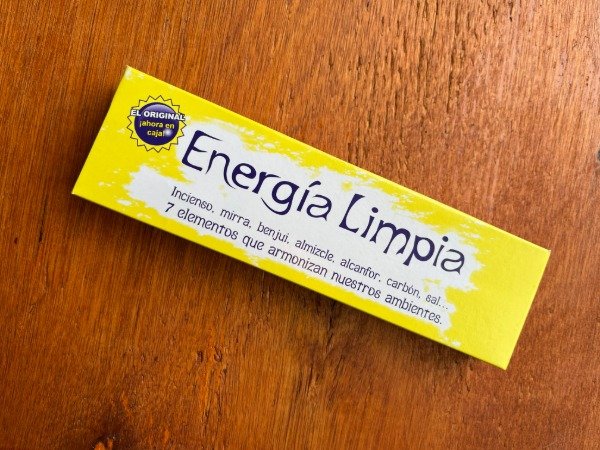 EL ORIGINAL
¡ahora en
caja!
Energía Limpia
Incienso, mirra, benjui, almizcle, alcanfor, carbón, sal...
7 elementos que armonizan nuestros ambientes.